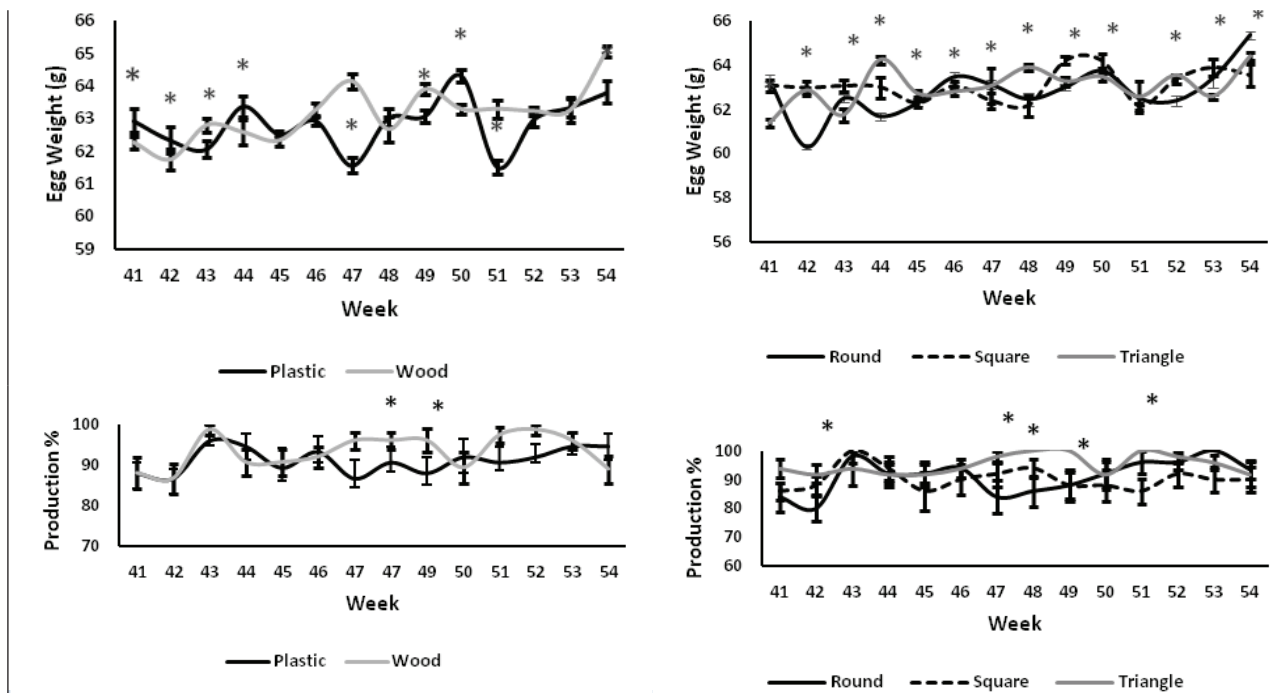 66
65
64
63
62
61
60
59
Egg Weight (g)
* * * * * * * * *
41 42 43 44 45 46 47 48 49 50 51 52 53 54
Week
Plastic Wood
66
64
62
60
58
56
Egg Weight (g)
* * * * * * * * * * * *
41 42 43 44 45 46 47 48 49 50 51 52 53 54
Week
Round Square Triangle
100
90
80
70
Production %
* *
41 42 43 44 45 46 47 47 49 50 51 52 53 54
Week
Plastic Wood
100
90
80
70
60
Production %
* * * * *
41 42 43 44 45 46 47 48 49 50 51 52 53 54
Week
Round Square Triangle